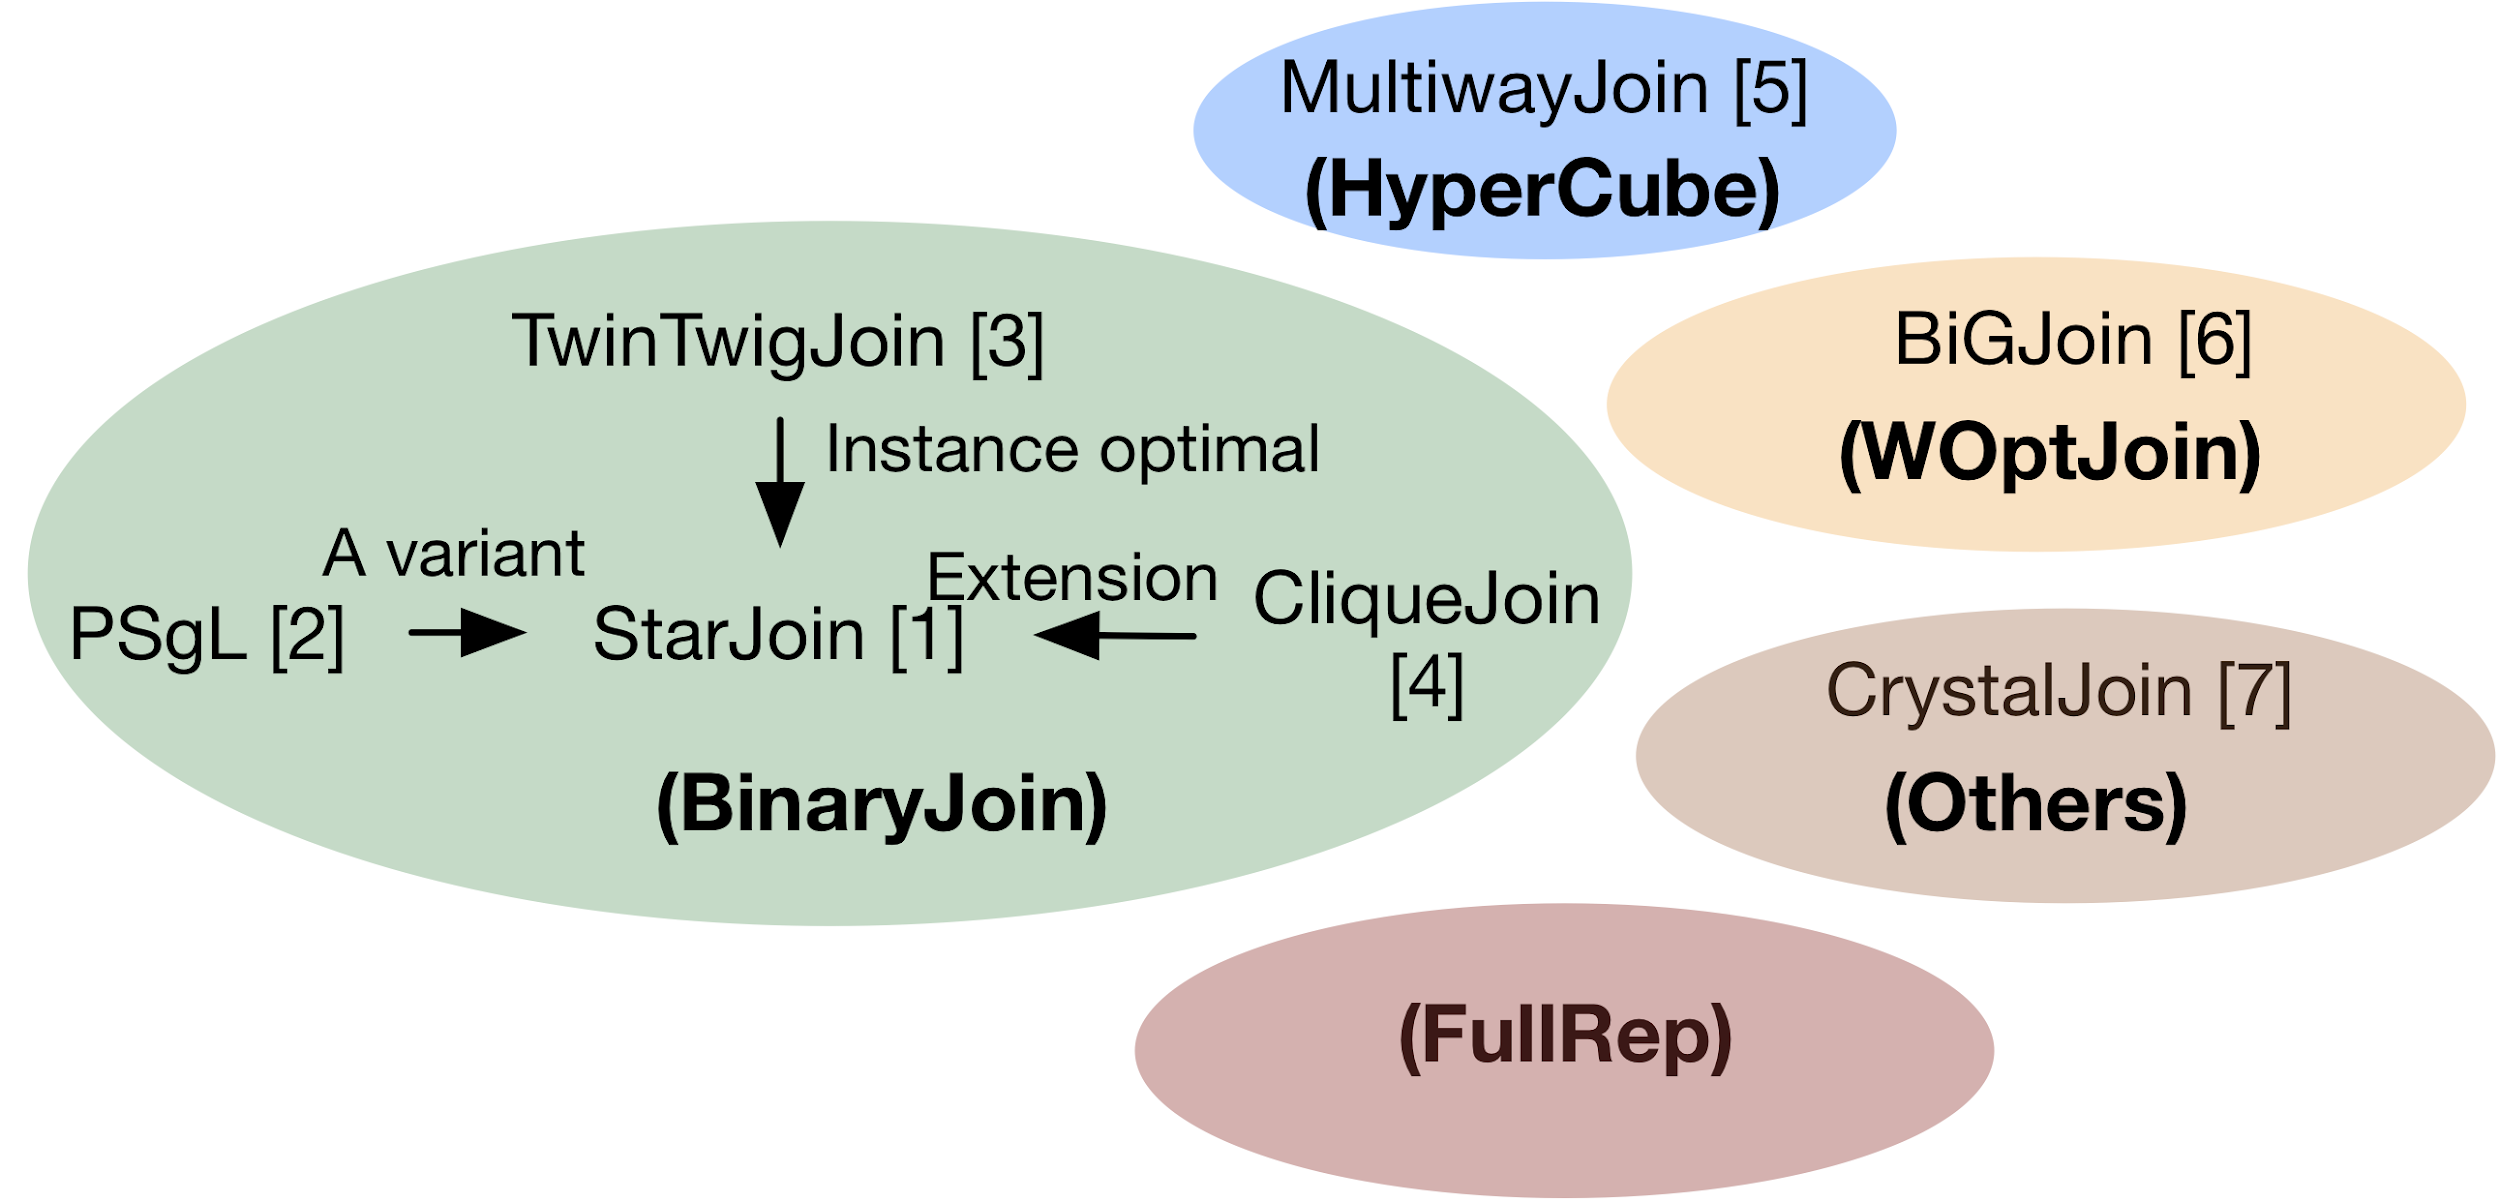 MultiwayJoin [5]
(HyperCube)
TwinTwigJoin [3]
Instance optimal
A variant
Extension
PSgL [2]
StarJoin [1]
CliqueJoin
[4]
(BinaryJoin)
BiGJoin [6]
(WOptJoin)
CrystalJoin [7]
(Others)
(FullRep)